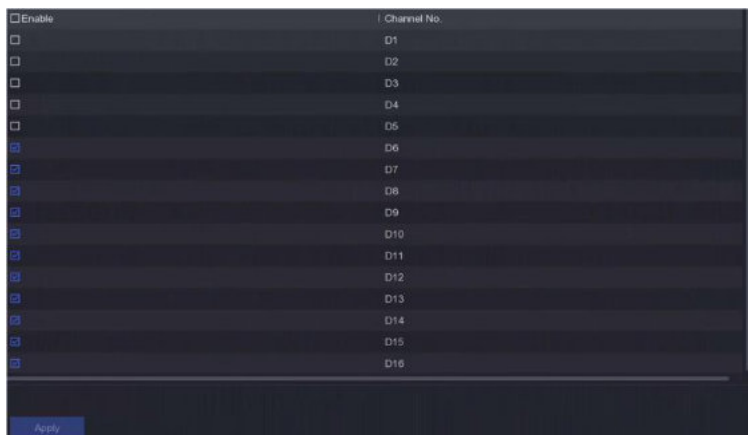 Enable Channel No.
D1
D2
D3
D4
D5
D6
D7
D8
D9
D10
D11
D12
D13
D14
D15
D16
Apply